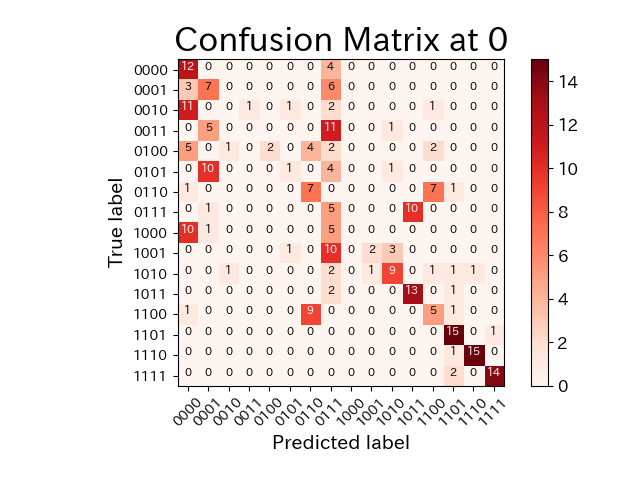 Confusion Matrix at 0
True label
0000 12 0 0 0 0 0 0 4 0 0 0 0 0 0 0 0
0001 3 7 0 0 0 0 0 6 0 0 0 0 0 0 0 0
0010 11 0 0 1 0 1 0 2 0 0 0 0 1 0 0 0
0011 0 5 0 0 0 0 0 11 0 0 1 0 0 0 0 0
0100 5 0 1 0 2 0 4 2 0 0 0 0 2 0 0 0
0101 0 10 0 0 0 1 0 4 0 0 1 0 0 0 0 0
0110 1 0 0 0 0 0 7 0 0 0 0 0 7 1 0 0
0111 0 1 0 0 0 0 0 5 0 0 0 10 0 0 0 0
1000 10 1 0 0 0 0 0 5 0 0 0 0 0 0 0 0
1001 0 0 0 0 0 1 0 10 0 2 3 0 0 0 0 0
1010 0 0 1 0 0 0 0 2 0 1 9 0 1 1 1 0
1011 0 0 0 0 0 0 0 2 0 0 0 13 0 1 0 0
1100 1 0 0 0 0 0 9 0 0 0 0 0 5 1 0 0
1101 0 0 0 0 0 0 0 0 0 0 0 0 0 15 0 1
1110 0 0 0 0 0 0 0 0 0 0 0 0 0 1 15 0
1111 0 0 0 0 0 0 0 0 0 0 0 0 0 2 0 14
0000 0001 0010 0011 0100 0101 0110 0111 1000 1001 1010 1011 1100 1101 1110 1111
Predicted label
14
12
10
8
6
4
2
0